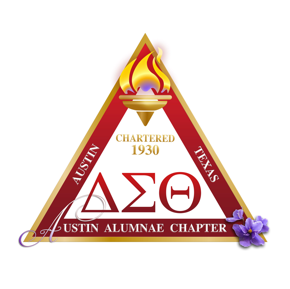 CHARTERED
1930
AUSTIN
TEXAS
ΔΣΘ
AUSTIN ALUMNAE CHAPTER